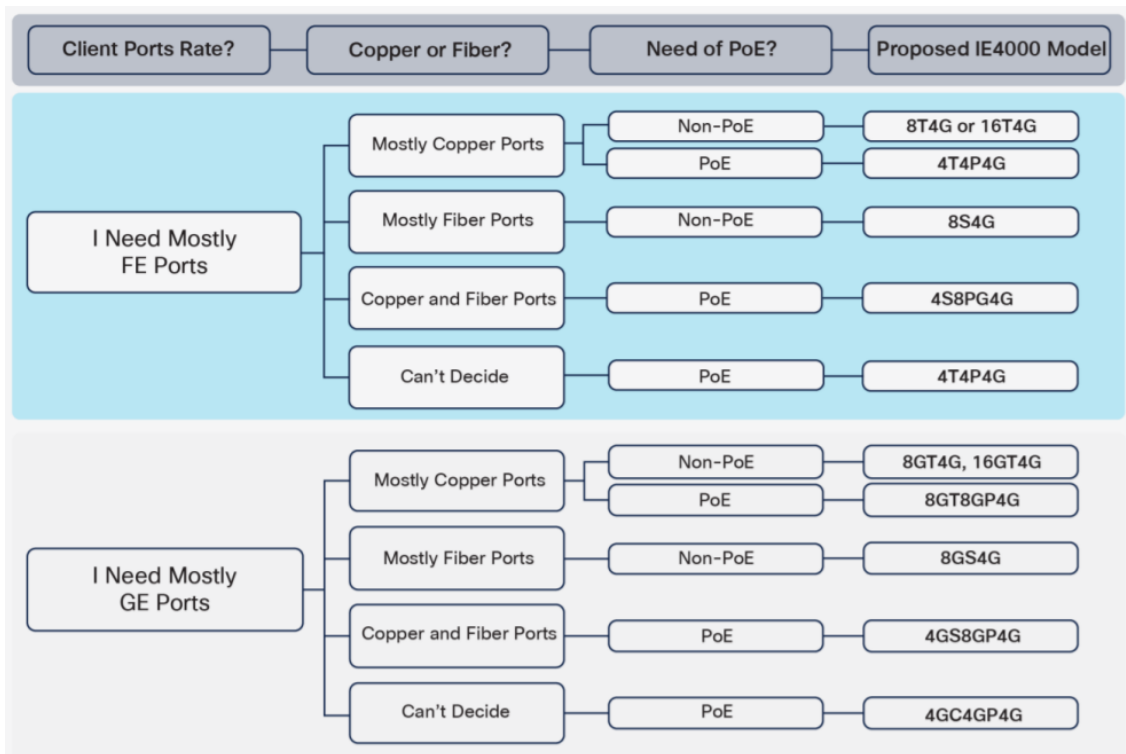 Client Ports Rate?
Copper or Fiber?
Need of PoE?
Proposed IE4000 Model
I Need Mostly
FE Ports
Mostly Copper Ports
Non-PoE
8T4G or 16T4G
PoE
4T4P4G
Mostly Fiber Ports
Non-PoE
8S4G
Copper and Fiber Ports
PoE
4S8PG4G
Can't Decide
PoE
4T4P4G
I Need Mostly
GE Ports
Mostly Copper Ports
Non-PoE
8GT4G, 16GT4G
PoE
8GT8GP4G
Mostly Fiber Ports
Non-PoE
8GS4G
Copper and Fiber Ports
PoE
4GS8GP4G
Can't Decide
PoE
4GC4GP4G